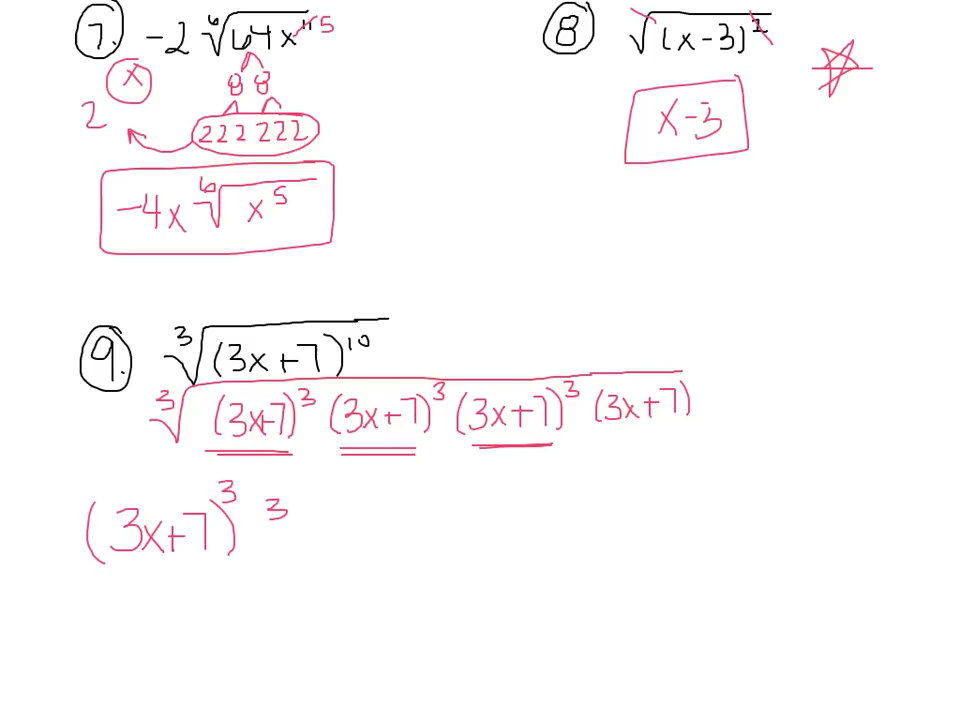 7. -2 ⁶√64x¹¹ 5
x
8 8
2
222 222
-4x ⁶√x⁵
8 √(x-3)²
x-3
9. ³√(3x+7)¹⁰
³√(3x+7)³ (3x+7)³ (3x+7)³ (3x+7)
(3x+7)³ 3